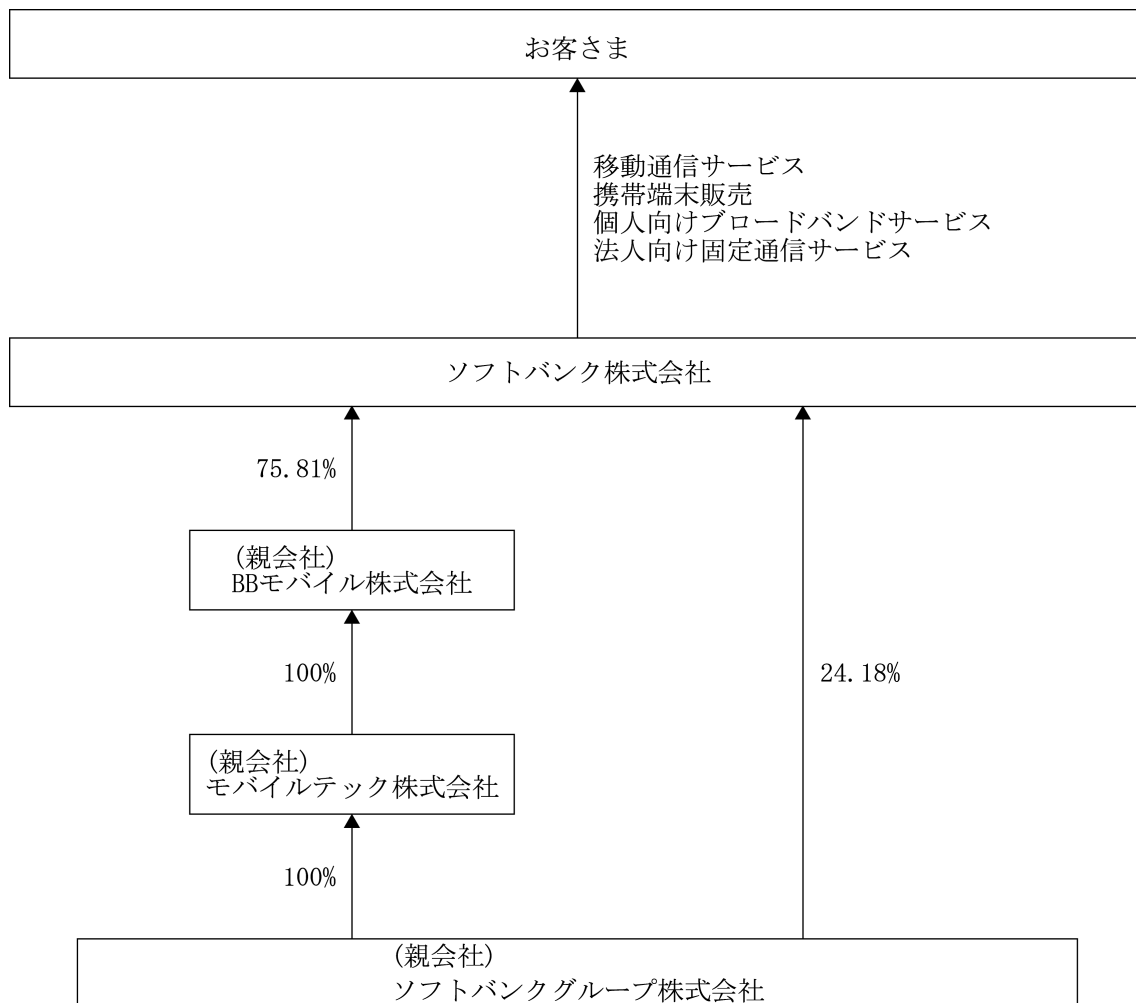 お客さま
移動通信サービス
携帯端末販売
個人向けブロードバンドサービス
法人向け固定通信サービス
ソフトバンク株式会社
75.81%
(親会社)
BBモバイル株式会社
100%
24.18%
(親会社)
モバイルテック株式会社
100%
(親会社)
ソフトバンクグループ株式会社